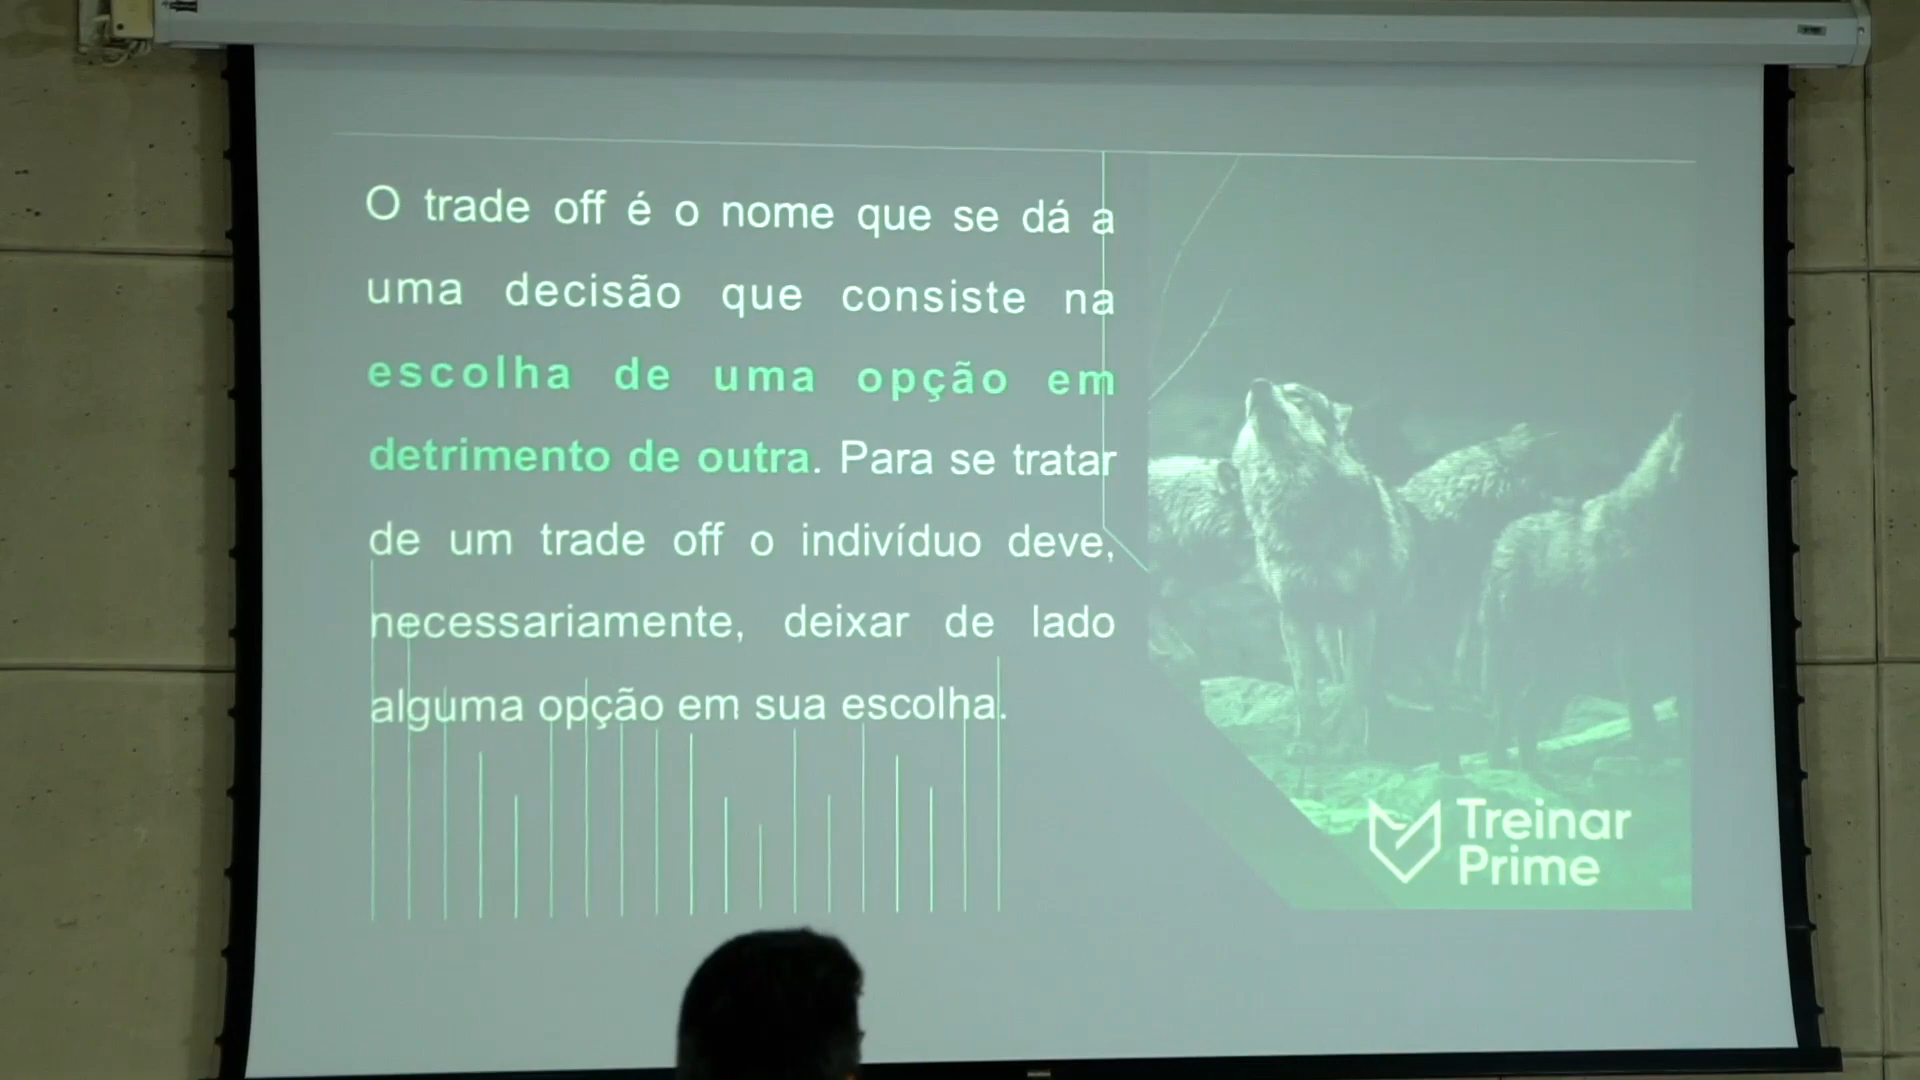 O trade off é o nome que se dá a
uma decisão que consiste na
escolha de uma opção em
detrimento de outra. Para se tratar
de um trade off o indivíduo deve,
necessariamente, deixar de lado
alguma opção em sua escolha.
Treinar
Prime